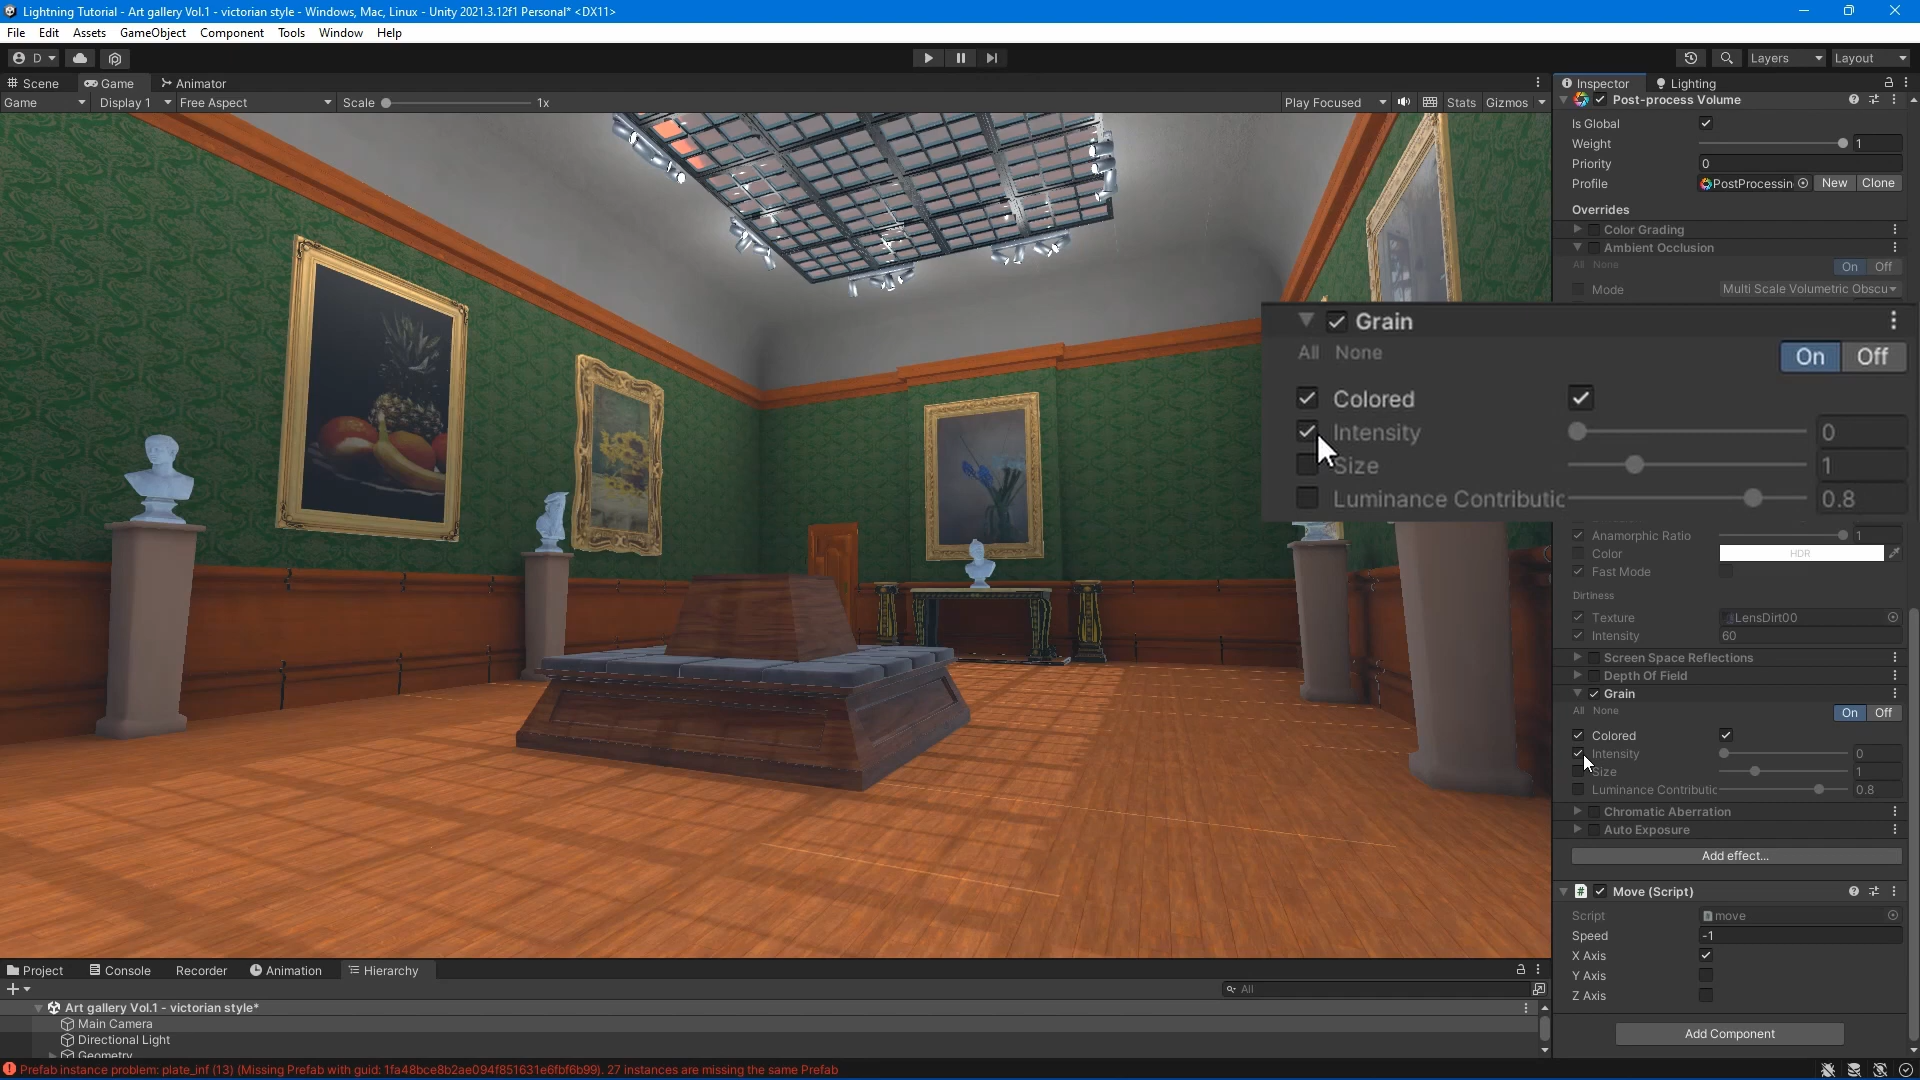 Lightning Tutorial - Art gallery Vol.1 - victorian style - Windows, Mac, Linux - Unity 2021.3.12f1 Personal* <DX11>
File Edit Assets GameObject Component Tools Window Help
D Layers Layout
Scene Game Animator Inspector Lighting
Game Display 1 Free Aspect Scale 1x Play Focused Stats Gizmos
Post-process Volume
Is Global
Weight 1
Priority 0
Profile PostProcessin New Clone
Overrides
Color Grading
Ambient Occlusion
All None On Off
Mode Multi Scale Volumetric Obscu
Grain
All None On Off
Colored
Intensity 0
Size 1
Luminance Contributic 0.8
Anamorphic Ratio 1
Color HDR
Fast Mode
Dirtiness
Texture LensDirt00
Intensity 60
Screen Space Reflections
Depth Of Field
Grain
All None On Off
Colored
Intensity 0
Size 1
Luminance Contributic 0.8
Chromatic Aberration
Auto Exposure
Add effect...
# Move (Script)
Script move
Speed -1
X Axis
Y Axis
Z Axis
Add Component
Project Console Recorder Animation Hierarchy
All
Art gallery Vol.1 - victorian style*
Main Camera
Directional Light
Geometry
Prefab instance problem: plate_inf (13) (Missing Prefab with guid: 1fa48bce8b2ae094f851631e6fbf6b99). 27 instances are missing the same Prefab